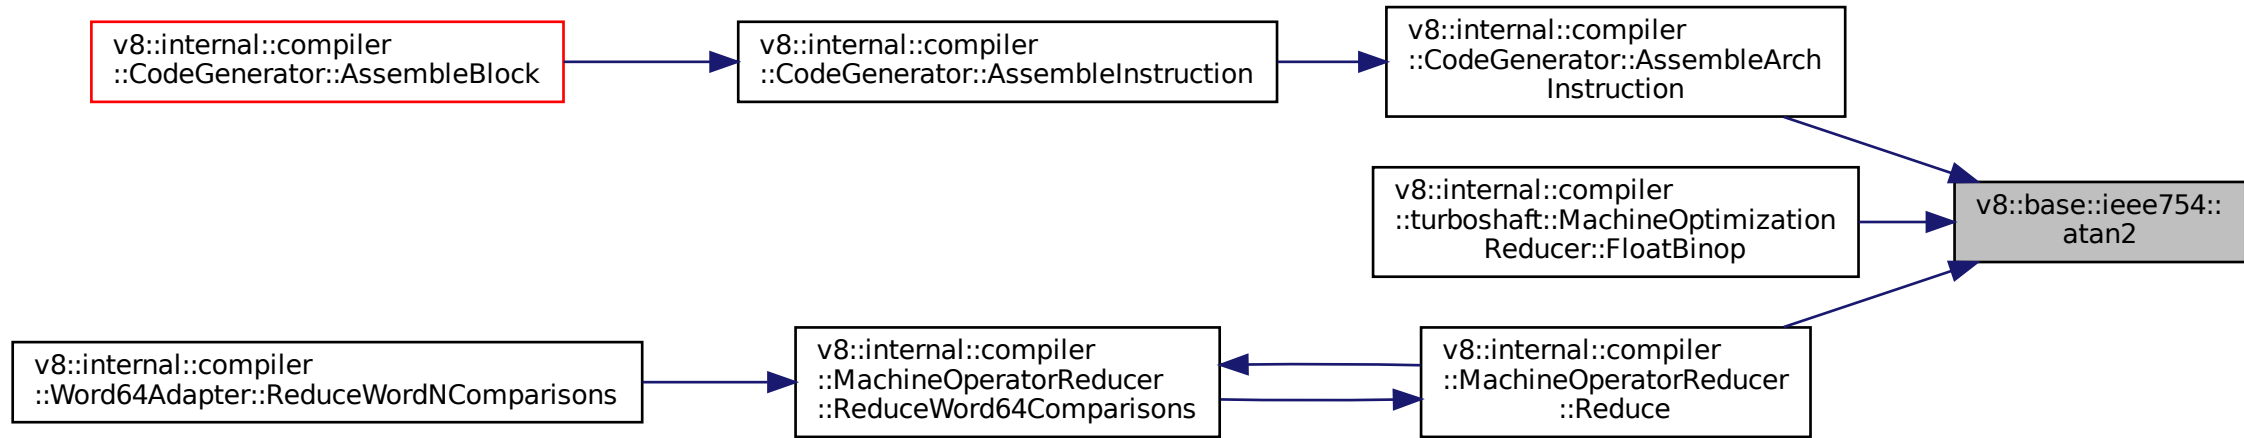 v8::internal::compiler
::CodeGenerator::AssembleBlock
v8::internal::compiler
::CodeGenerator::AssembleInstruction
v8::internal::compiler
::CodeGenerator::AssembleArch
Instruction
v8::internal::compiler
::turboshaft::MachineOptimization
Reducer::FloatBinop
v8::base::ieee754::
atan2
v8::internal::compiler
::Word64Adapter::ReduceWordNComparisons
v8::internal::compiler
::MachineOperatorReducer
::ReduceWord64Comparisons
v8::internal::compiler
::MachineOperatorReducer
::Reduce